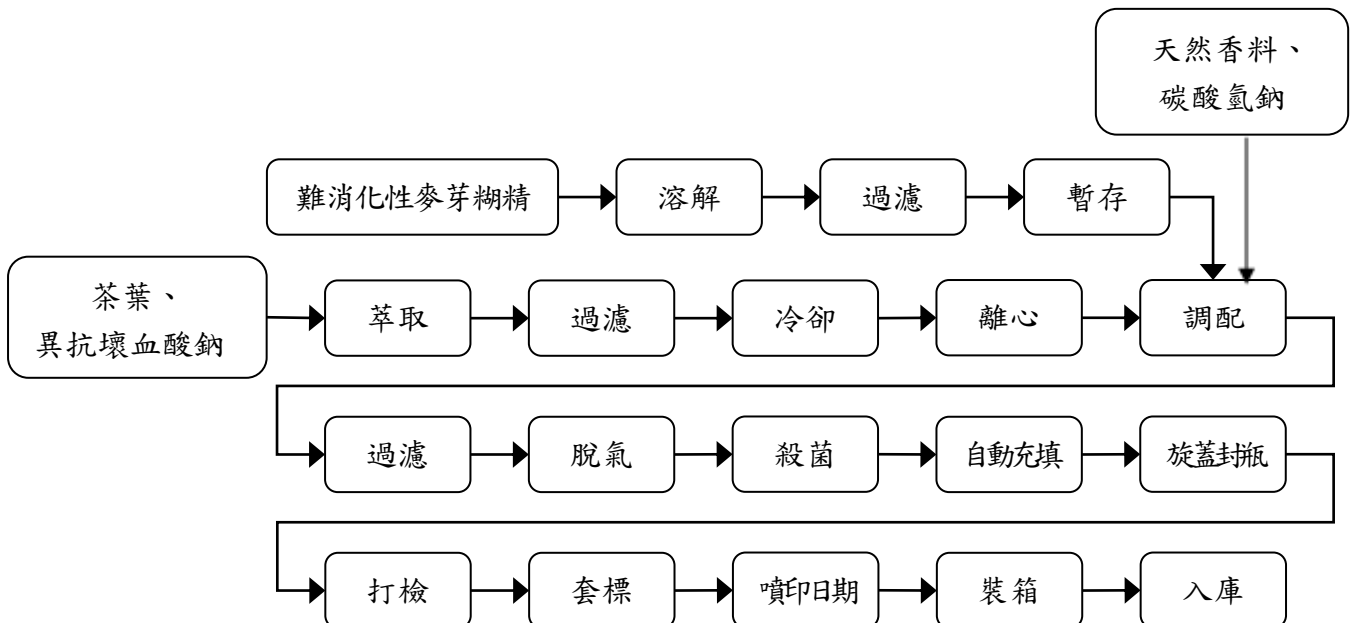 天然香料、
碳酸氫鈉
難消化性麥芽糊精
溶解
過濾
暫存
茶葉、
異抗壞血酸鈉
萃取
過濾
冷卻
離心
調配
過濾
脫氣
殺菌
自動充填
旋蓋封瓶
打檢
套標
噴印日期
裝箱
入庫